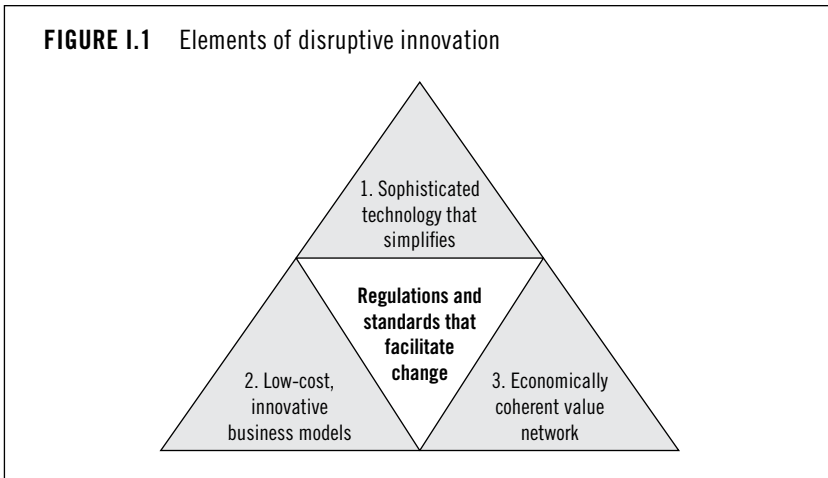 FIGURE I.1 Elements of disruptive innovation
1. Sophisticated
technology that
simplifies
Regulations and
standards that
facilitate
change
2. Low-cost,
innovative
business models
3. Economically
coherent value
network